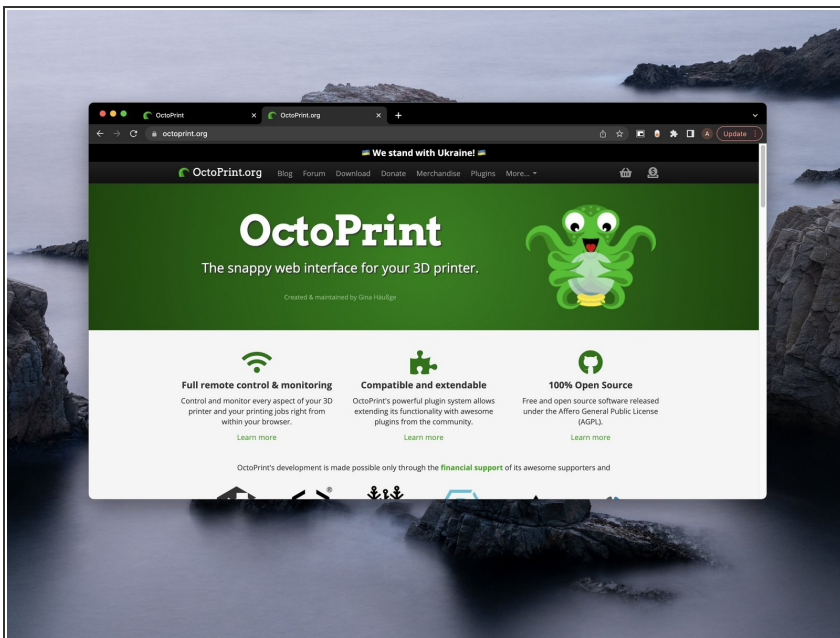 OctoPrint
OctoPrint.org
octoprint.org
A
Update
🇺🇦 We stand with Ukraine! 🇺🇦
OctoPrint.org Blog Forum Download Donate Merchandise Plugins More...
OctoPrint
The snappy web interface for your 3D printer.
Created & maintained by Gina Häußge
Full remote control & monitoring
Control and monitor every aspect of your 3D
printer and your printing jobs right from
within your browser.
Learn more
Compatible and extendable
OctoPrint's powerful plugin system allows
extending its functionality with awesome
plugins from the community.
Learn more
100% Open Source
Free and open source software released
under the Affero General Public License
(AGPL).
Learn more
OctoPrint's development is made possible only through the financial support of its awesome supporters and